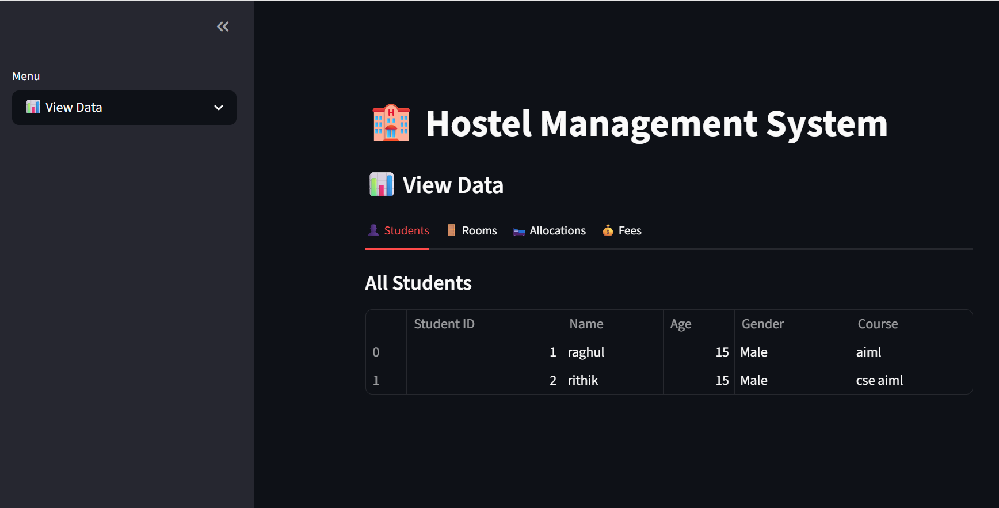 Menu
View Data
Hostel Management System
View Data
Students Rooms Allocations Fees
All Students
Student ID Name Age Gender Course
0 1 raghul 15 Male aiml
1 2 rithik 15 Male cse aiml